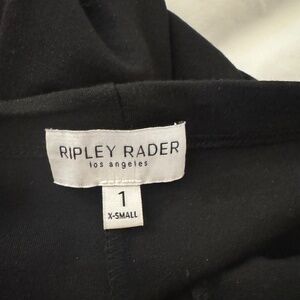 RIPLEY RADER
los angeles
1
X-SMALL